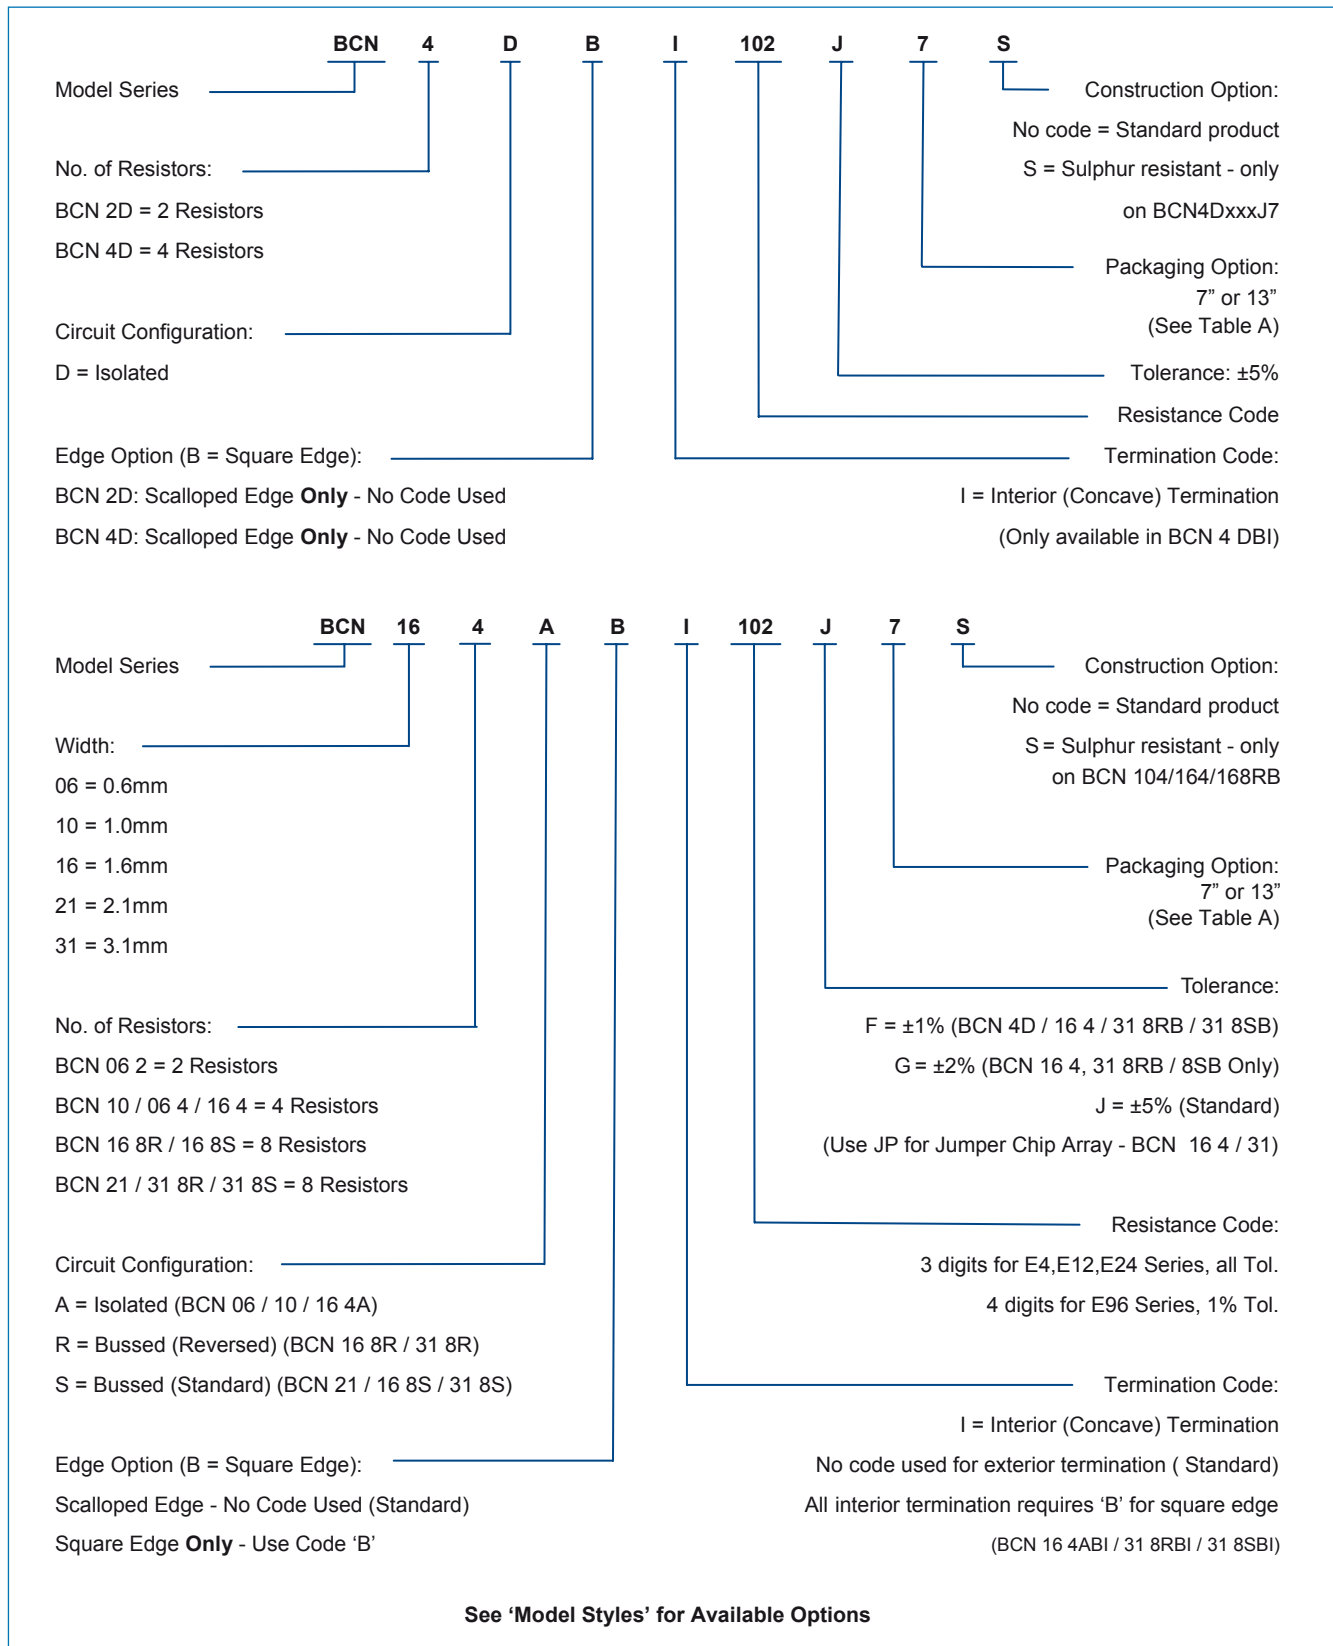 BCN 4 D B I 102 J 7 S
Model Series
Construction Option:
No code = Standard product
S = Sulphur resistant - only
on BCN4DxxxJ7
No. of Resistors:
BCN 2D = 2 Resistors
BCN 4D = 4 Resistors
Packaging Option:
7” or 13”
(See Table A)
Circuit Configuration:
D = Isolated
Tolerance: ±5%
Resistance Code
Edge Option (B = Square Edge):
BCN 2D: Scalloped Edge Only - No Code Used
BCN 4D: Scalloped Edge Only - No Code Used
Termination Code:
I = Interior (Concave) Termination
(Only available in BCN 4 DBI)
BCN 16 4 A B I 102 J 7 S
Model Series
Construction Option:
No code = Standard product
S = Sulphur resistant - only
on BCN 104/164/168RB
Width:
06 = 0.6mm
10 = 1.0mm
16 = 1.6mm
21 = 2.1mm
31 = 3.1mm
Packaging Option:
7” or 13”
(See Table A)
No. of Resistors:
BCN 06 2 = 2 Resistors
BCN 10 / 06 4 / 16 4 = 4 Resistors
BCN 16 8R / 16 8S = 8 Resistors
BCN 21 / 31 8R / 31 8S = 8 Resistors
Tolerance:
F = ±1% (BCN 4D / 16 4 / 31 8RB / 31 8SB)
G = ±2% (BCN 16 4, 31 8RB / 8SB Only)
J = ±5% (Standard)
(Use JP for Jumper Chip Array - BCN 16 4 / 31)
Resistance Code:
3 digits for E4,E12,E24 Series, all Tol.
4 digits for E96 Series, 1% Tol.
Circuit Configuration:
A = Isolated (BCN 06 / 10 / 16 4A)
R = Bussed (Reversed) (BCN 16 8R / 31 8R)
S = Bussed (Standard) (BCN 21 / 16 8S / 31 8S)
Termination Code:
I = Interior (Concave) Termination
No code used for exterior termination ( Standard)
All interior termination requires ‘B’ for square edge
(BCN 16 4ABI / 31 8RBI / 31 8SBI)
Edge Option (B = Square Edge):
Scalloped Edge - No Code Used (Standard)
Square Edge Only - Use Code ‘B’
See ‘Model Styles’ for Available Options